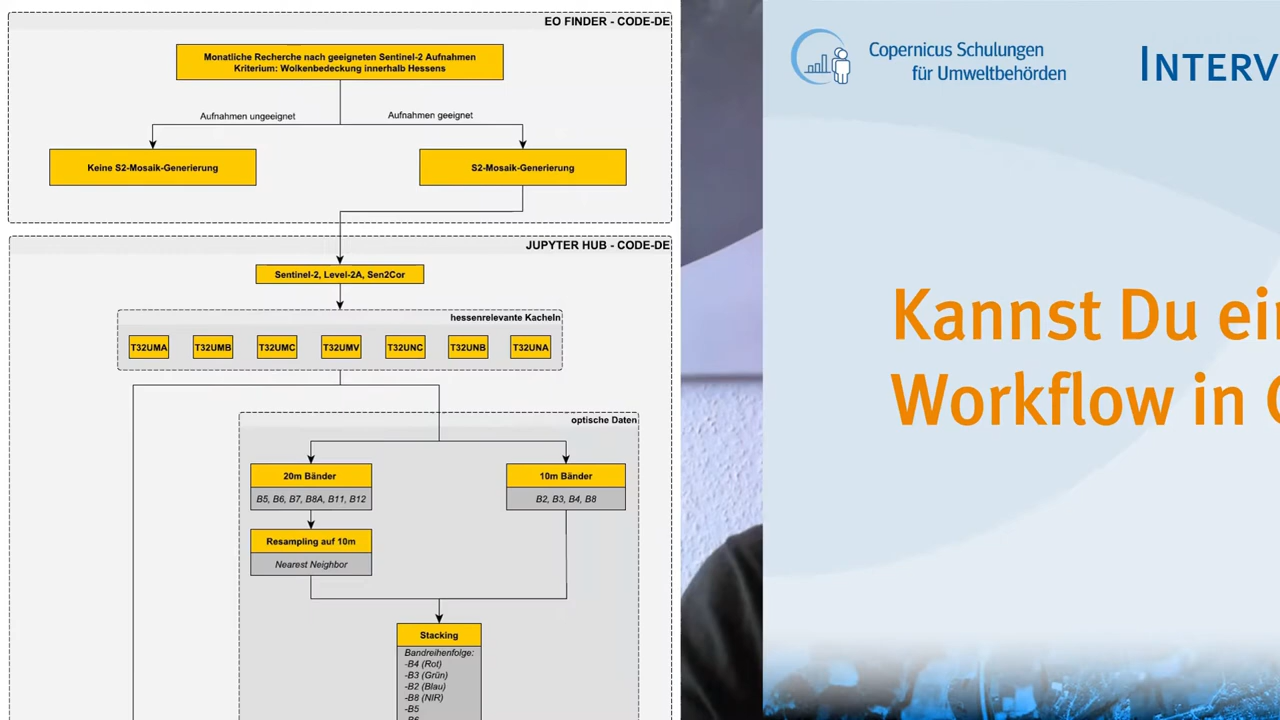 EO FINDER - CODE-DE
Monatliche Recherche nach geeigneten Sentinel-2 Aufnahmen
Kriterium: Wolkenbedeckung innerhalb Hessens
Aufnahmen ungeeignet
Aufnahmen geeignet
Keine S2-Mosaik-Generierung
S2-Mosaik-Generierung
JUPYTER HUB - CODE-DE
Sentinel-2, Level-2A, Sen2Cor
hessenrelevante Kacheln
T32UMA
T32UMB
T32UMC
T32UMV
T32UNC
T32UNB
T32UNA
optische Daten
20m Bänder
B5, B6, B7, B8A, B11, B12
10m Bänder
B2, B3, B4, B8
Resampling auf 10m
Nearest Neighbor
Stacking
Bandreihenfolge:
-B4 (Rot)
-B3 (Grün)
-B2 (Blau)
-B8 (NIR)
-B5
Copernicus Schulungen
für Umweltbehörden
INTERV
Kannst Du ei
Workflow in